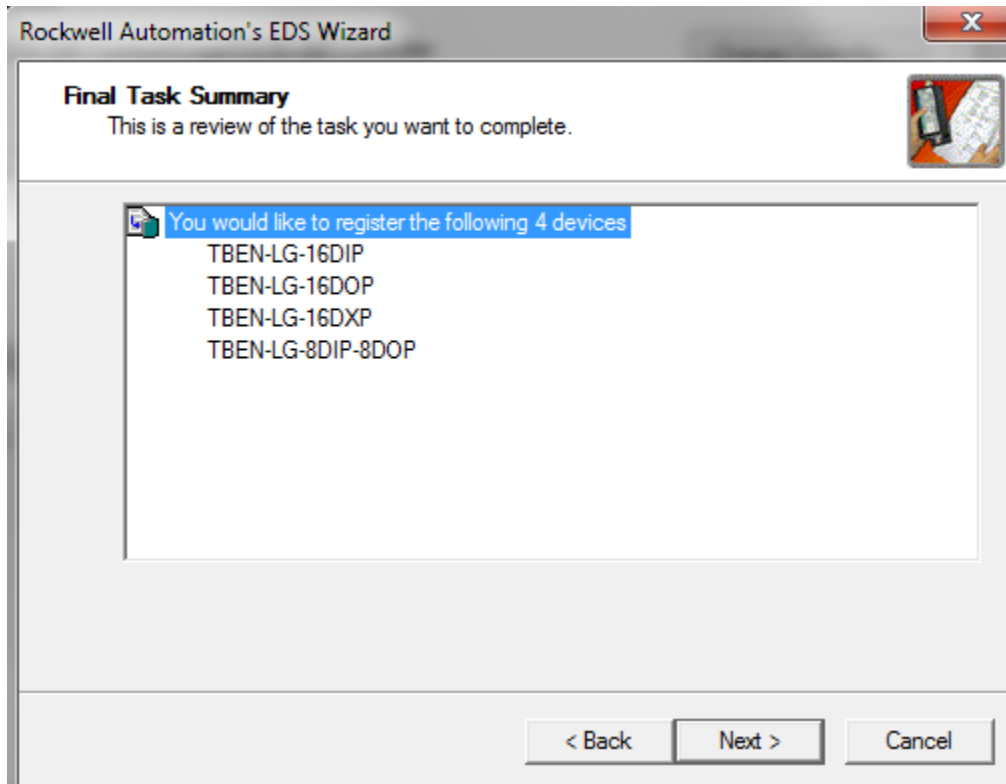 Rockwell Automation's EDS Wizard
Final Task Summary
This is a review of the task you want to complete.
You would like to register the following 4 devices
TBEN-LG-16DIP
TBEN-LG-16DOP
TBEN-LG-16DXP
TBEN-LG-8DIP-8DOP
< Back
Next >
Cancel